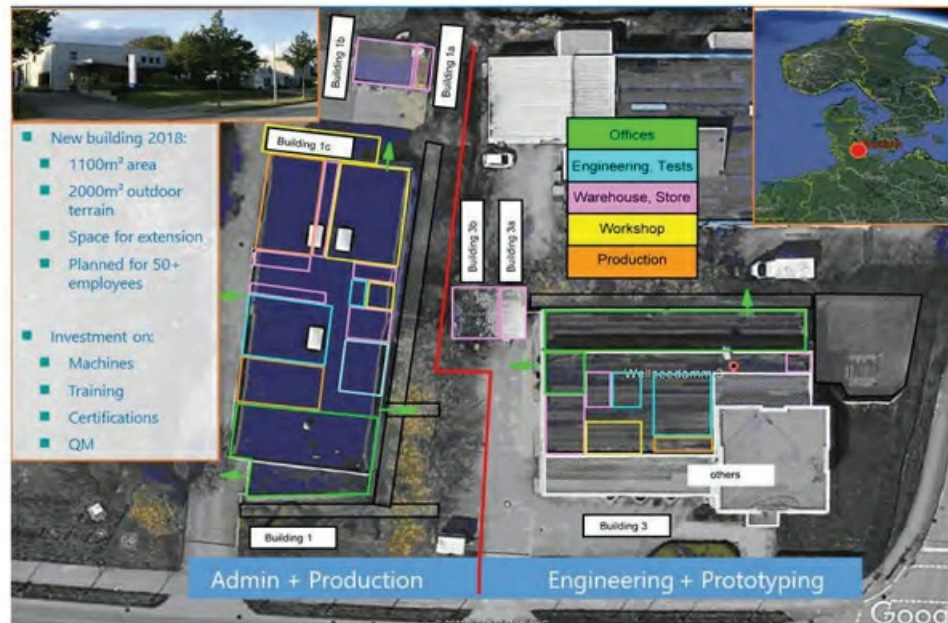 New building 2018:
1100m² area
2000m² outdoor
terrain
Space for extension
Planned for 50+
employees
Investment on:
Machines
Training
Certifications
QM
Building 1b
Building 1a
Building 1c
Offices
Engineering, Tests
Warehouse, Store
Workshop
Production
Building 3b
Building 3a
others
Building 1
Building 3
Admin + Production
Engineering + Prototyping